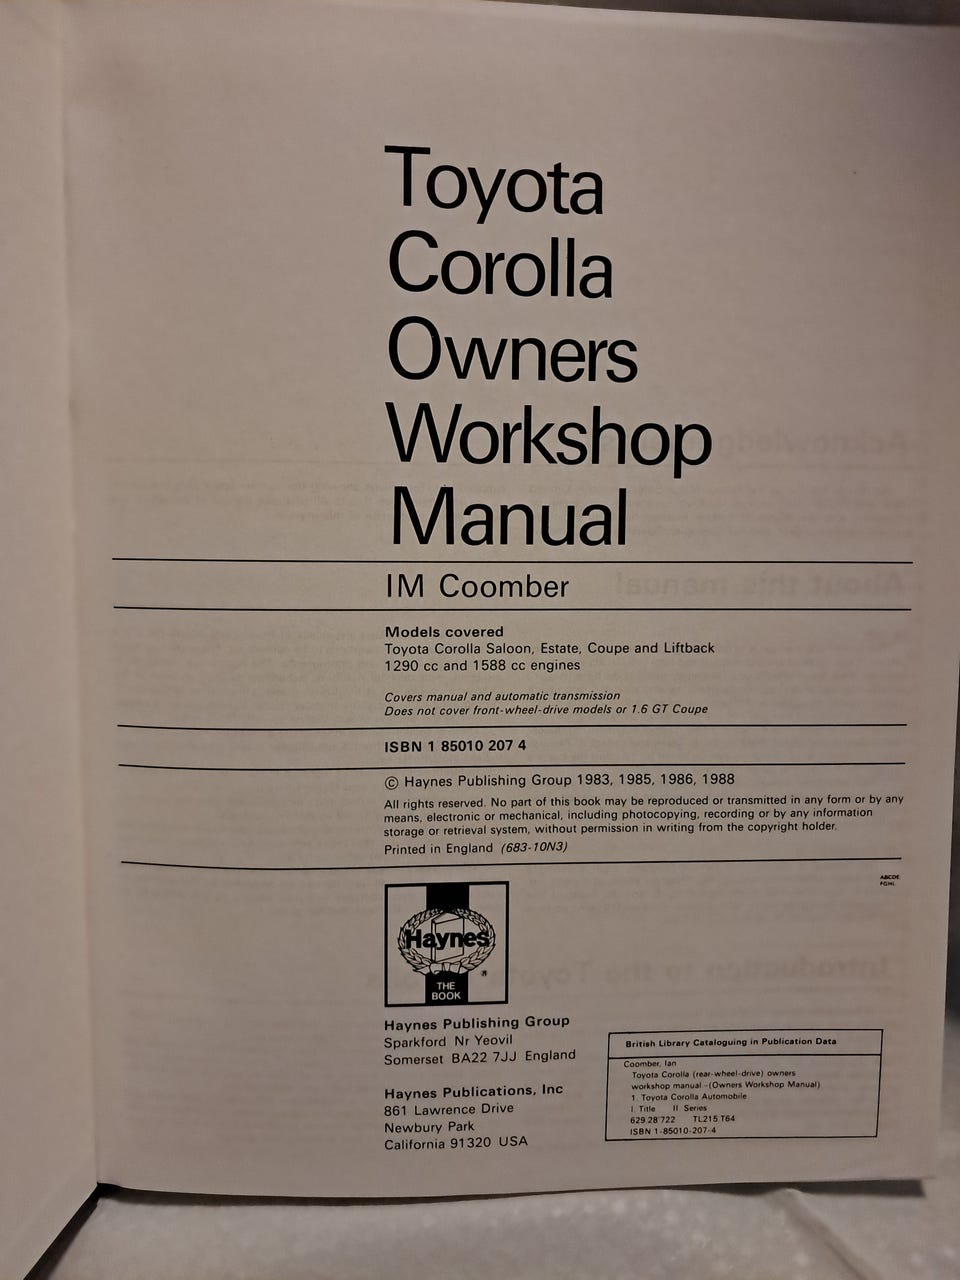 Toyota
Corolla
Owners
Workshop
Manual
IM Coomber
Models covered
Toyota Corolla Saloon, Estate, Coupe and Liftback
1290 cc and 1588 cc engines
Covers manual and automatic transmission
Does not cover front-wheel-drive models or 1.6 GT Coupe
ISBN 1 85010 207 4
© Haynes Publishing Group 1983, 1985, 1986, 1988
All rights reserved. No part of this book may be reproduced or transmitted in any form or by any
means, electronic or mechanical, including photocopying, recording or by any information
storage or retrieval system, without permission in writing from the copyright holder.
Printed in England (683-10N3)
ABCDE
Haynes
®
THE
BOOK
Haynes Publishing Group
Sparkford Nr Yeovil
Somerset BA22 7JJ England
Haynes Publications, Inc
861 Lawrence Drive
Newbury Park
California 91320 USA
British Library Cataloguing in Publication Data
Coomber, Ian
Toyota Corolla (rear-wheel-drive) owners
workshop manual -(Owners Workshop Manual)
1 Toyota Corolla Automobile
I Title II Series
629 28'722 TL215 T64
ISBN 1-85010-207-4